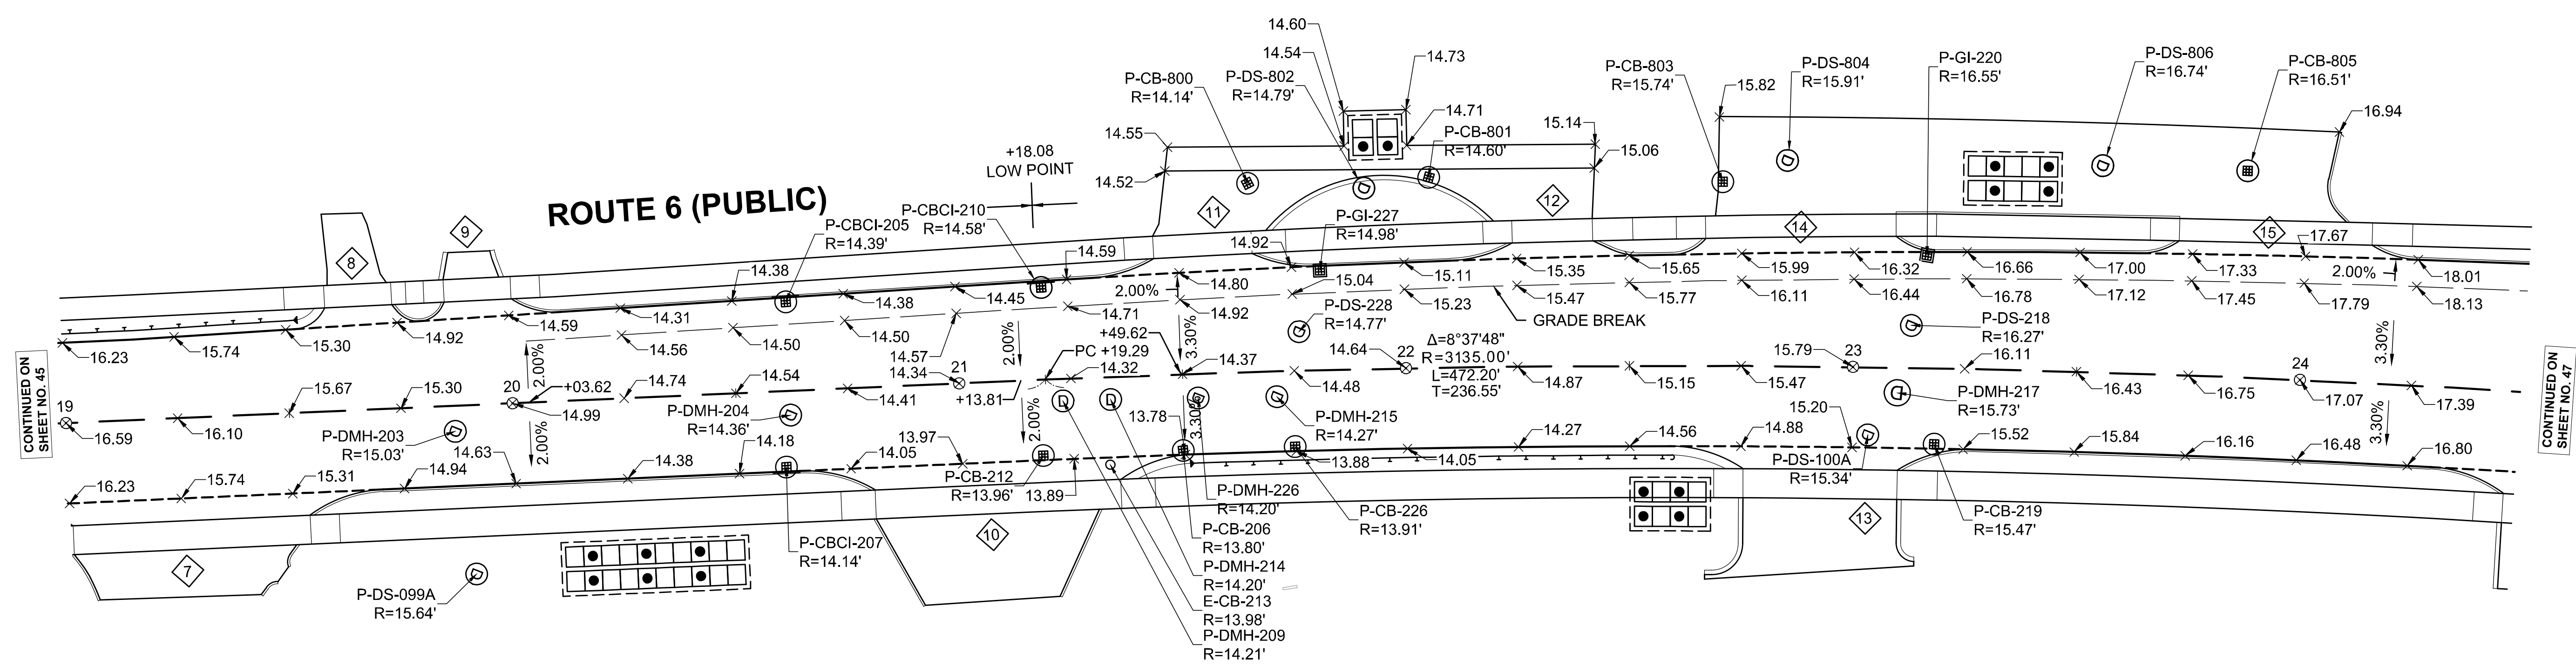 14.60
14.54
14.73
P-CB-800
R=14.14'
P-DS-802
R=14.79'
14.71
P-CB-801
R=14.60'
15.14
15.06
14.55
14.52
P-CB-803
R=15.74'
15.82
P-DS-804
R=15.91'
P-GI-220
R=16.55'
P-DS-806
R=16.74'
P-CB-805
R=16.51'
16.94
+18.08
LOW POINT
ROUTE 6 (PUBLIC)
8
9
11
12
14
15
P-CBCI-205
R=14.39'
P-CBCI-210
R=14.58'
P-GI-227
R=14.98'
16.23
15.74
15.30
14.92
14.59
14.31
14.38
14.38
14.45
14.59
14.80
14.92
15.11
15.35
15.65
15.99
16.32
16.66
17.00
17.33
17.67
18.01
2.00%
2.00%
14.56
14.50
14.50
14.57
14.71
14.92
15.04
15.23
15.47
15.77
16.11
16.44
16.78
17.12
17.45
17.79
18.13
GRADE BREAK
P-DS-228
R=14.77'
P-DS-218
R=16.27'
2.00%
2.00%
3.30%
3.30%
CONTINUED ON
SHEET NO. 45
CONTINUED ON
SHEET NO. 47
+49.62
PC +19.29
+13.81
+03.62
Δ=8°37'48"
R=3135.00'
L=472.20'
T=236.55'
19
20
21
22
23
24
16.59
16.10
15.67
15.30
14.99
14.74
14.54
14.41
14.34
14.32
14.37
14.48
14.64
14.87
15.15
15.47
15.79
16.11
16.43
16.75
17.07
17.39
P-DMH-203
R=15.03'
P-DMH-204
R=14.36'
P-DMH-215
R=14.27'
P-DMH-217
R=15.73'
2.00%
2.00%
3.30%
3.30%
16.23
15.74
15.31
14.94
14.63
14.38
14.18
14.05
13.97
13.89
13.78
13.88
14.05
14.27
14.56
14.88
15.20
15.52
15.84
16.16
16.48
16.80
P-CB-212
R=13.96'
P-DS-100A
R=15.34'
P-DMH-226
R=14.20'
P-CB-206
R=13.80'
P-DMH-214
R=14.20'
E-CB-213
R=13.98'
P-DMH-209
R=14.21'
P-CB-226
R=13.91'
P-CB-219
R=15.47'
P-CBCI-207
R=14.14'
P-DS-099A
R=15.64'
7
10
13